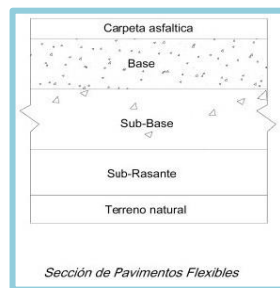 Carpeta asfaltica
Base
Sub-Base
Sub-Rasante
Terreno natural
Sección de Pavimentos Flexibles